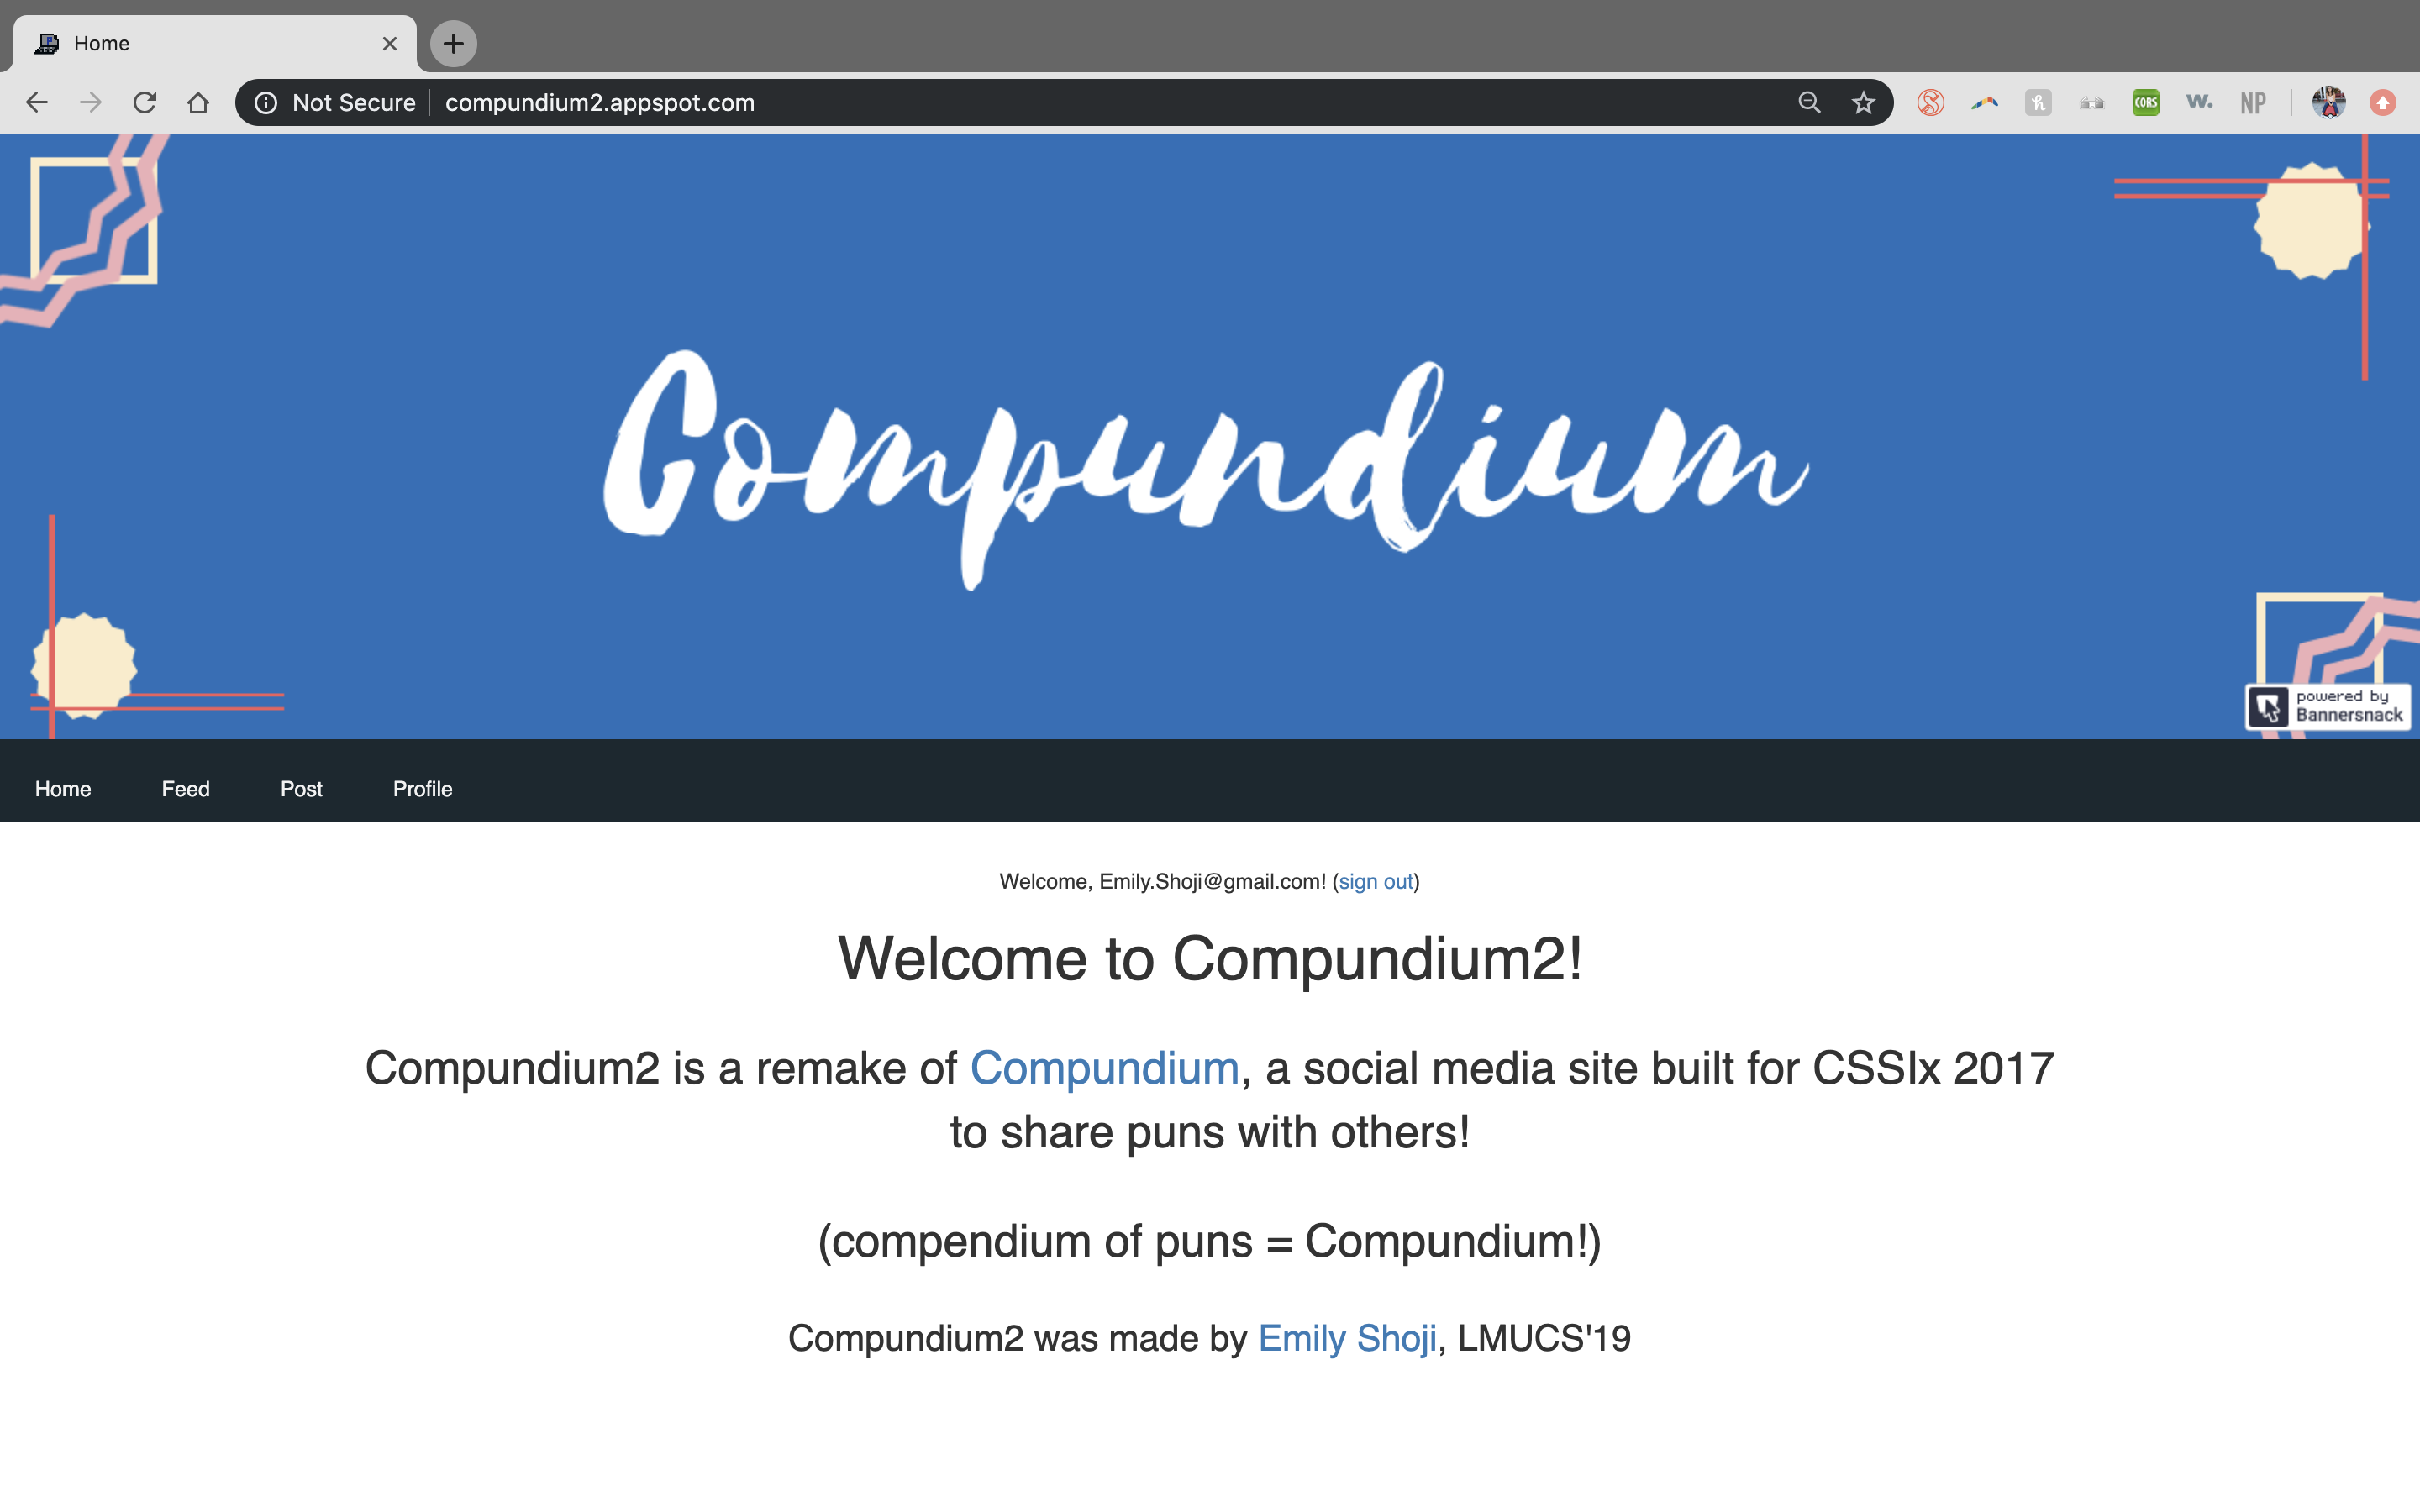 Home
Not Secure compundium2.appspot.com
CORS
w.
NP
Compundium
powered by
Bannersnack
Home Feed Post Profile
Welcome, Emily.Shoji@gmail.com! (sign out)
Welcome to Compundium2!
Compundium2 is a remake of Compundium, a social media site built for CSSIx 2017
to share puns with others!
(compendium of puns = Compundium!)
Compundium2 was made by Emily Shoji, LMUCS'19